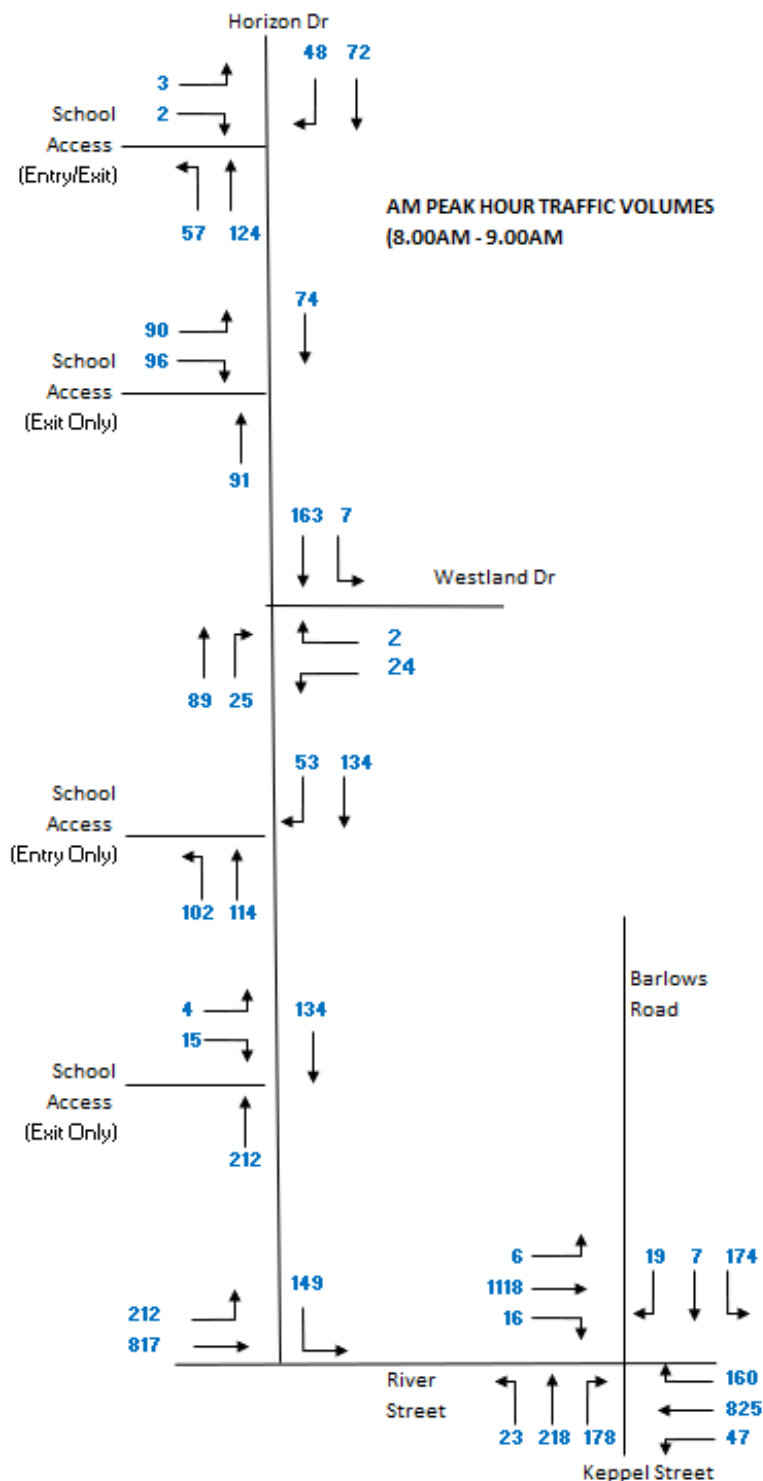 Horizon Dr
48 72
3
School 2
Access
(Entry/Exit)
57 124
AM PEAK HOUR TRAFFIC VOLUMES
(8.00AM - 9.00AM
74
90
School 96
Access
(Exit Only)
91
163 7
Westland Dr
2
24
89 25
53 134
School
Access
(Entry Only)
102 114
Barlows
Road
4 134
15
School
Access
(Exit Only)
212
6 19 7 174
149 1118
212 16
817
River 160
Street 825
23 218 178 47
Keppel Street